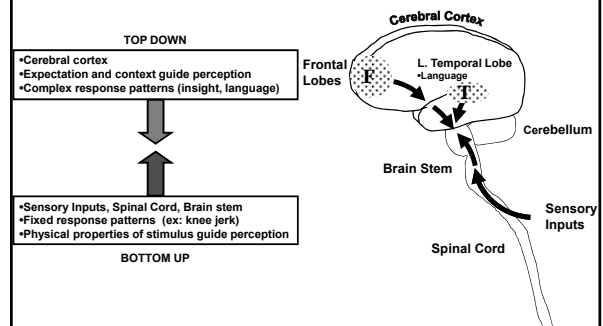 TOP DOWN
•Cerebral cortex
•Expectation and context guide perception
•Complex response patterns (insight, language)
•Sensory Inputs, Spinal Cord, Brain stem
•Fixed response patterns (ex: knee jerk)
•Physical properties of stimulus guide perception
BOTTOM UP
Cerebral Cortex
Frontal
Lobes
F
L. Temporal Lobe
•Language
T
Cerebellum
Brain Stem
Sensory
Inputs
Spinal Cord